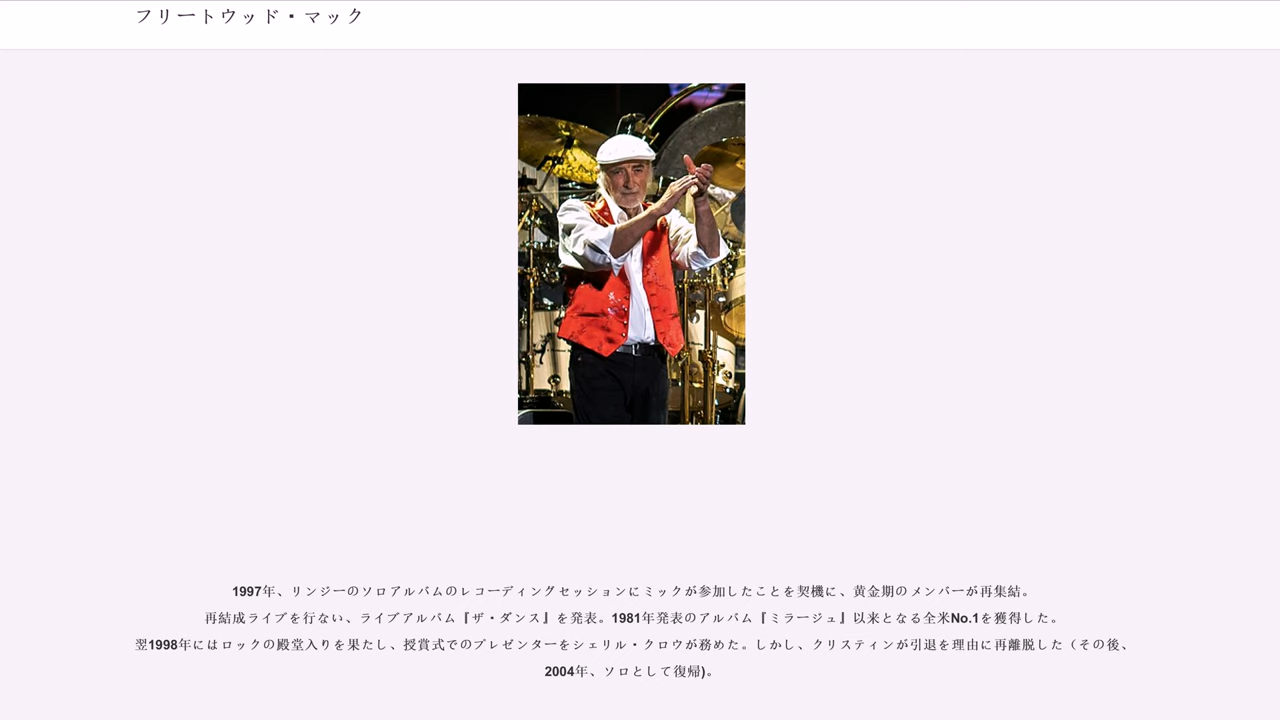 フリートウッド・マック
1997年、リンジーのソロアルバムのレコーディングセッションにミックが参加したことを契機に、黄金期のメンバーが再集結。
再結成ライブを行ない、ライブアルバム『ザ・ダンス』を発表。1981年発表のアルバム『ミラージュ』以来となる全米No.1を獲得した。
翌1998年にはロックの殿堂入りを果たし、授賞式でのプレゼンターをシェリル・クロウが務めた。しかし、クリスティンが引退を理由に再離脱した（その後、
2004年、ソロとして復帰)。